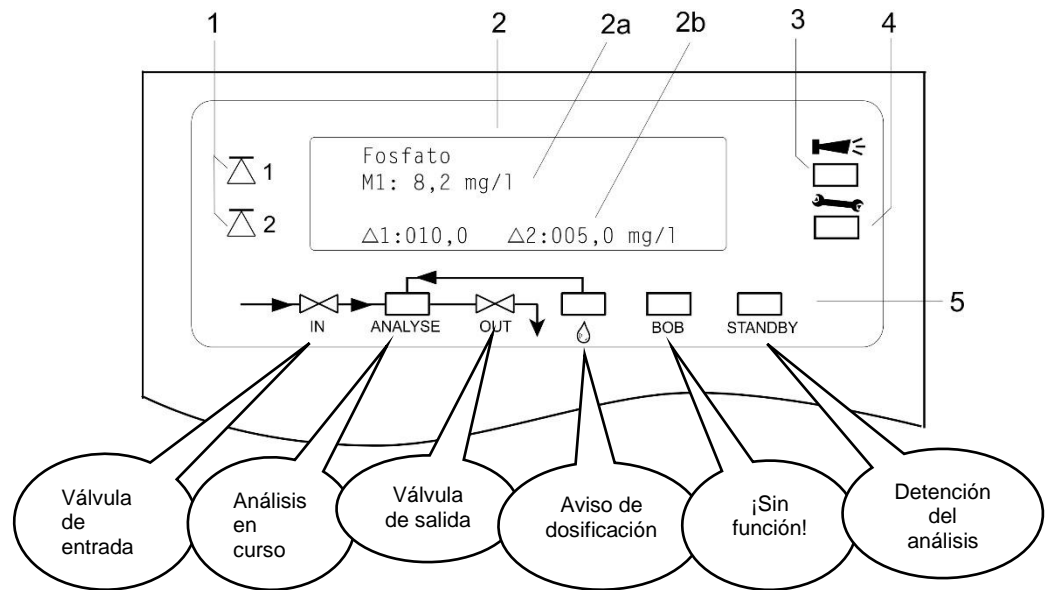 1
2
2a
2b
3
4
1
2
Fosfato
M1: 8,2 mg/l
△1:010,0 △2:005,0 mg/l
5
IN
ANALYSE
OUT
BOB
STANDBY
Válvula
de
entrada
Análisis
en
curso
Válvula
de salida
Aviso de
dosificación
¡Sin
función!
Detención
del
análisis